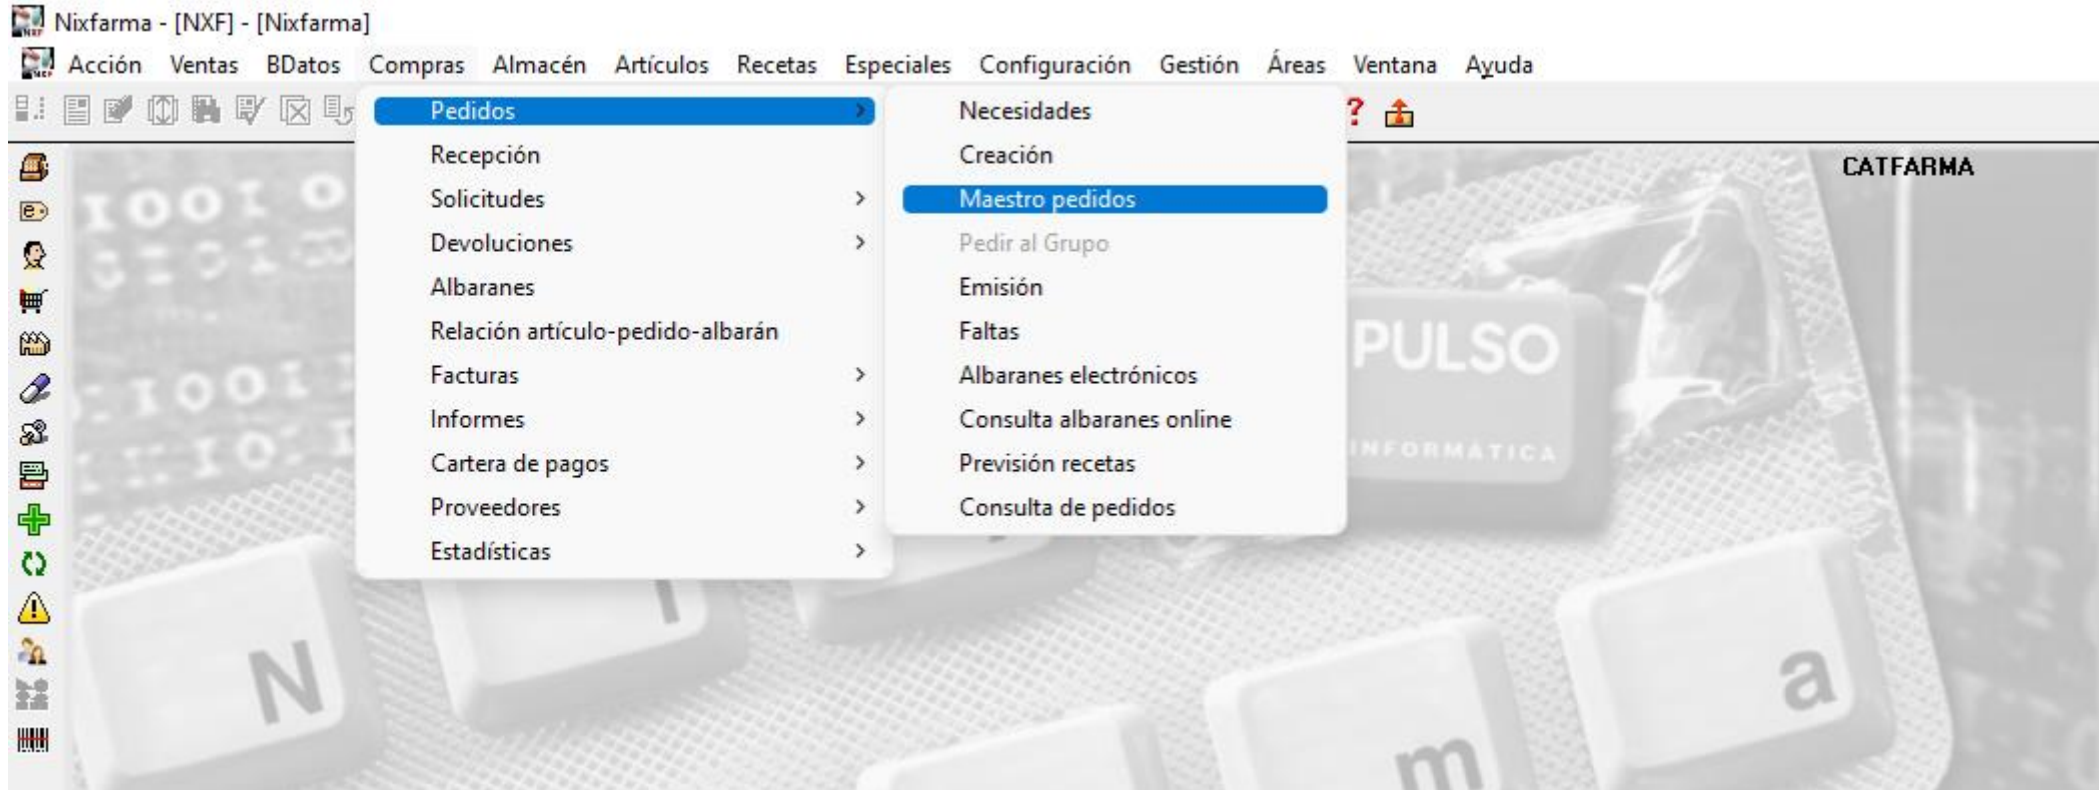 Nixfarma - [NXF] - [Nixfarma]
Acción Ventas BDatos Compras Almacén Artículos Recetas Especiales Configuración Gestión Áreas Ventana Ayuda
CATFARMA
Pedidos
Recepción
Solicitudes
Devoluciones
Albaranes
Relación artículo-pedido-albarán
Facturas
Informes
Cartera de pagos
Proveedores
Estadísticas
Necesidades
Creación
Maestro pedidos
Pedir al Grupo
Emisión
Faltas
Albaranes electrónicos
Consulta albaranes online
Previsión recetas
Consulta de pedidos
PULSO
INFORMÁTICA
N
i
m
a